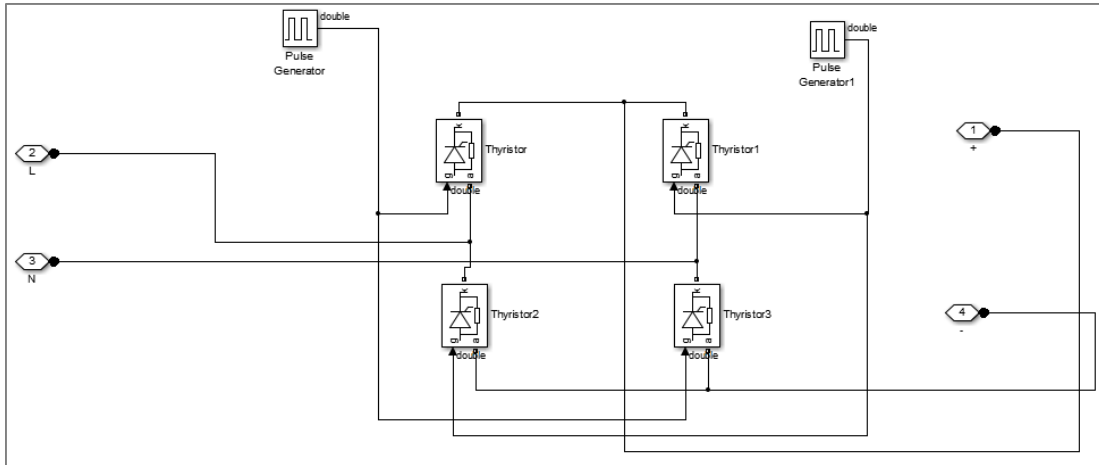 double
Pulse
Generator
double
Pulse
Generator1
k
Thyristor
g
a
double
k
Thyristor1
g
a
double
1
+
2
L
3
N
k
Thyristor2
g
a
double
k
Thyristor3
g
a
double
4
-